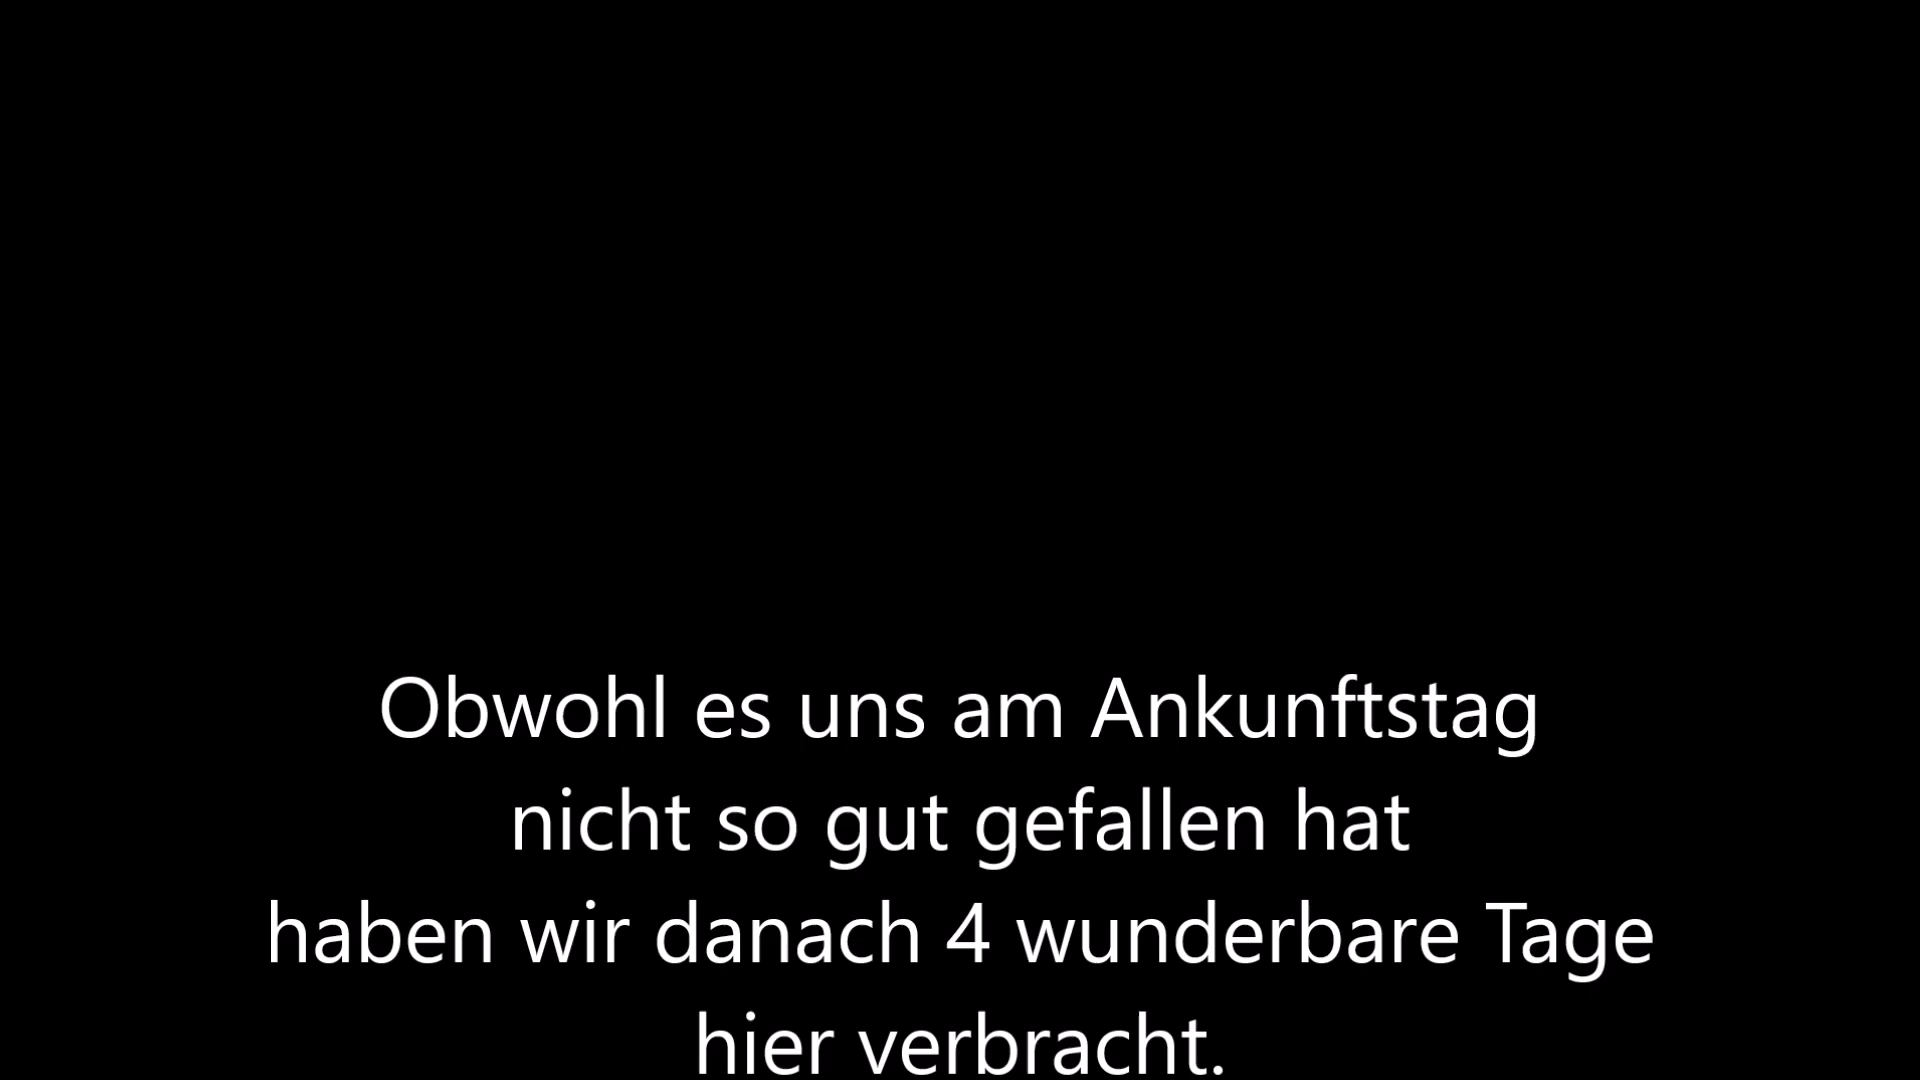 Obwohl es uns am Ankunftstag
nicht so gut gefallen hat
haben wir danach 4 wunderbare Tage
hier verbracht.